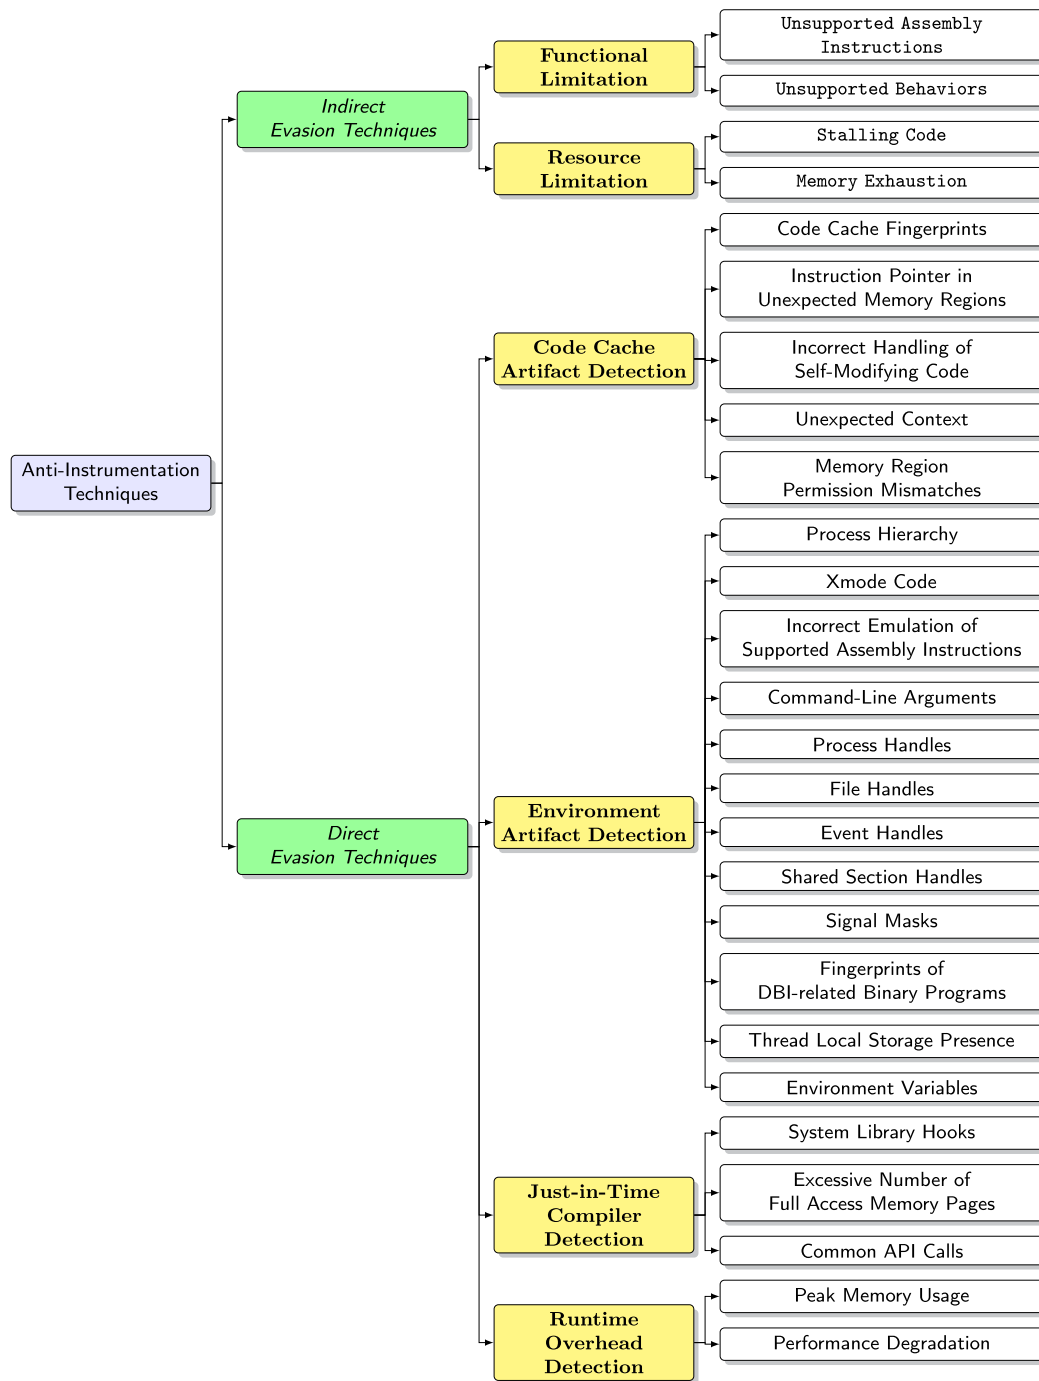 Anti-Instrumentation
Techniques
Indirect
Evasion Techniques
Functional
Limitation
Unsupported Assembly
Instructions
Unsupported Behaviors
Resource
Limitation
Stalling Code
Memory Exhaustion
Direct
Evasion Techniques
Code Cache
Artifact Detection
Code Cache Fingerprints
Instruction Pointer in
Unexpected Memory Regions
Incorrect Handling of
Self-Modifying Code
Unexpected Context
Memory Region
Permission Mismatches
Environment
Artifact Detection
Process Hierarchy
Xmode Code
Incorrect Emulation of
Supported Assembly Instructions
Command-Line Arguments
Process Handles
File Handles
Event Handles
Shared Section Handles
Signal Masks
Fingerprints of
DBI-related Binary Programs
Thread Local Storage Presence
Environment Variables
Just-in-Time
Compiler
Detection
System Library Hooks
Excessive Number of
Full Access Memory Pages
Common API Calls
Runtime
Overhead
Detection
Peak Memory Usage
Performance Degradation